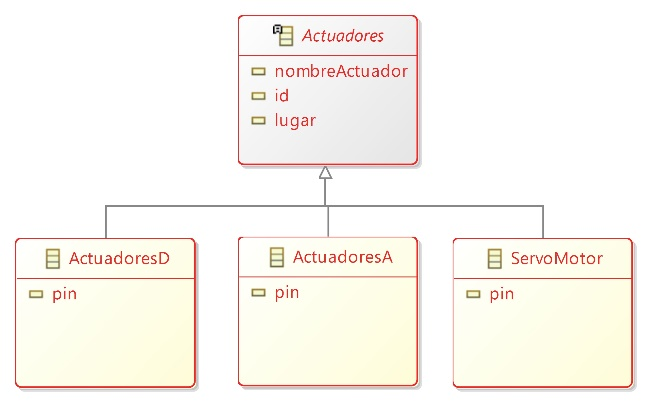 Actuadores
nombreActuador
id
lugar
ActuadoresD
pin
ActuadoresA
pin
ServoMotor
pin